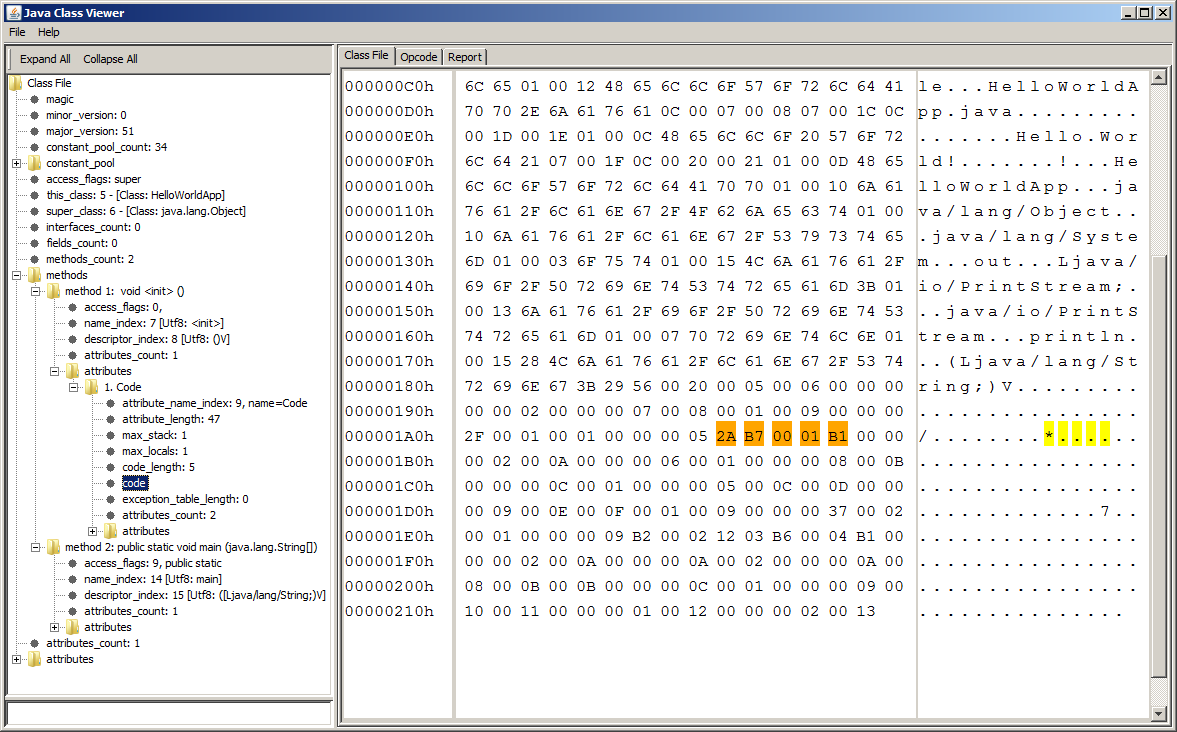 Java Class Viewer
File Help
Expand All Collapse All
Class File
magic
minor_version: 0
major_version: 51
constant_pool_count: 34
constant_pool
access_flags: super
this_class: 5 - [Class: HelloWorldApp]
super_class: 6 - [Class: java.lang.Object]
interfaces_count: 0
fields_count: 0
methods_count: 2
methods
method 1: void <init> ()
access_flags: 0,
name_index: 7 [Utf8: <init>]
descriptor_index: 8 [Utf8: ()V]
attributes_count: 1
attributes
1. Code
attribute_name_index: 9, name=Code
attribute_length: 47
max_stack: 1
max_locals: 1
code_length: 5
code
exception_table_length: 0
attributes_count: 2
attributes
method 2: public static void main (java.lang.String[])
access_flags: 9, public static
name_index: 14 [Utf8: main]
descriptor_index: 15 [Utf8: ([Ljava/lang/String;)V]
attributes_count: 1
attributes
attributes_count: 1
attributes
Class File Opcode Report
000000C0h 6C 65 01 00 12 48 65 6C 6C 6F 57 6F 72 6C 64 41 le...HelloWorldA
000000D0h 70 70 2E 6A 61 76 61 0C 00 07 00 08 07 00 1C 0C pp.java.........
000000E0h 00 1D 00 1E 01 00 0C 48 65 6C 6C 6F 20 57 6F 72 .......Hello.Wor
000000F0h 6C 64 21 07 00 1F 0C 00 20 00 21 01 00 0D 48 65 ld!.......!...He
00000100h 6C 6C 6F 57 6F 72 6C 64 41 70 70 01 00 10 6A 61 lloWorldApp...ja
00000110h 76 61 2F 6C 61 6E 67 2F 4F 62 6A 65 63 74 01 00 va/lang/Object..
00000120h 10 6A 61 76 61 2F 6C 61 6E 67 2F 53 79 73 74 65 .java/lang/Syste
00000130h 6D 01 00 03 6F 75 74 01 00 15 4C 6A 61 76 61 2F m...out...Ljava/
00000140h 69 6F 2F 50 72 69 6E 74 53 74 72 65 61 6D 3B 01 io/PrintStream;.
00000150h 00 13 6A 61 76 61 2F 69 6F 2F 50 72 69 6E 74 53 ..java/io/PrintS
00000160h 74 72 65 61 6D 01 00 07 70 72 69 6E 74 6C 6E 01 tream...println.
00000170h 00 15 28 4C 6A 61 76 61 2F 6C 61 6E 67 2F 53 74 ..(Ljava/lang/St
00000180h 72 69 6E 67 3B 29 56 00 20 00 05 00 06 00 00 00 ring;)V.........
00000190h 00 00 02 00 00 00 07 00 08 00 01 00 09 00 00 00 ................
000001A0h 2F 00 01 00 01 00 00 00 05 2A B7 00 01 B1 00 00 /........*......
000001B0h 00 02 00 0A 00 00 00 06 00 01 00 00 00 08 00 0B ................
000001C0h 00 00 00 0C 00 01 00 00 00 05 00 0C 00 0D 00 00 ................
000001D0h 00 09 00 0E 00 0F 00 01 00 09 00 00 00 37 00 02 .............7..
000001E0h 00 01 00 00 00 09 B2 00 02 12 03 B6 00 04 B1 00 ................
000001F0h 00 00 02 00 0A 00 00 00 0A 00 02 00 00 00 0A 00 ................
00000200h 08 00 0B 00 0B 00 00 00 0C 00 01 00 00 00 09 00 ................
00000210h 10 00 11 00 00 00 01 00 12 00 00 00 02 00 13 ...............